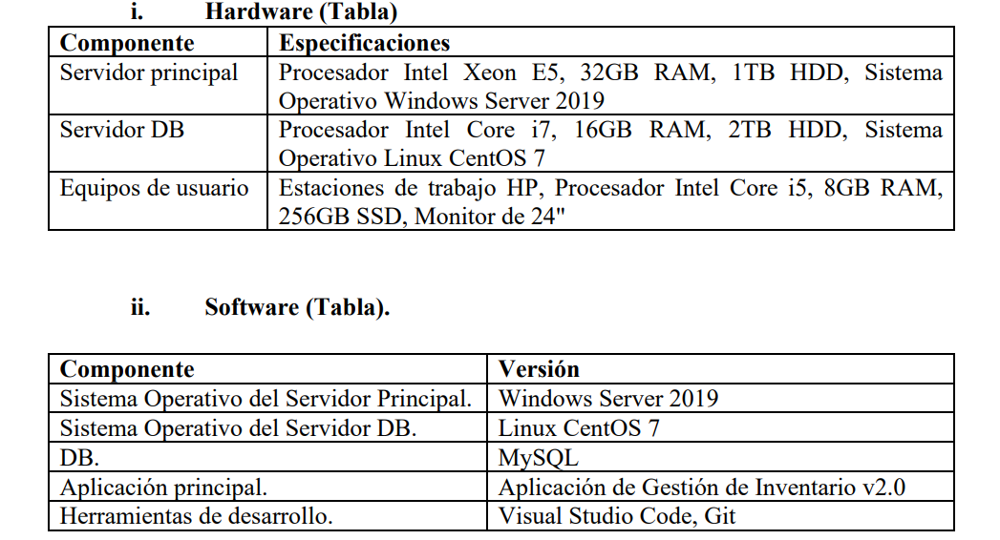 i. Hardware (Tabla)
Componente Especificaciones
Servidor principal Procesador Intel Xeon E5, 32GB RAM, 1TB HDD, Sistema
Operativo Windows Server 2019
Servidor DB Procesador Intel Core i7, 16GB RAM, 2TB HDD, Sistema
Operativo Linux CentOS 7
Equipos de usuario Estaciones de trabajo HP, Procesador Intel Core i5, 8GB RAM,
256GB SSD, Monitor de 24"
ii. Software (Tabla).
Componente Versión
Sistema Operativo del Servidor Principal. Windows Server 2019
Sistema Operativo del Servidor DB. Linux CentOS 7
DB. MySQL
Aplicación principal. Aplicación de Gestión de Inventario v2.0
Herramientas de desarrollo. Visual Studio Code, Git